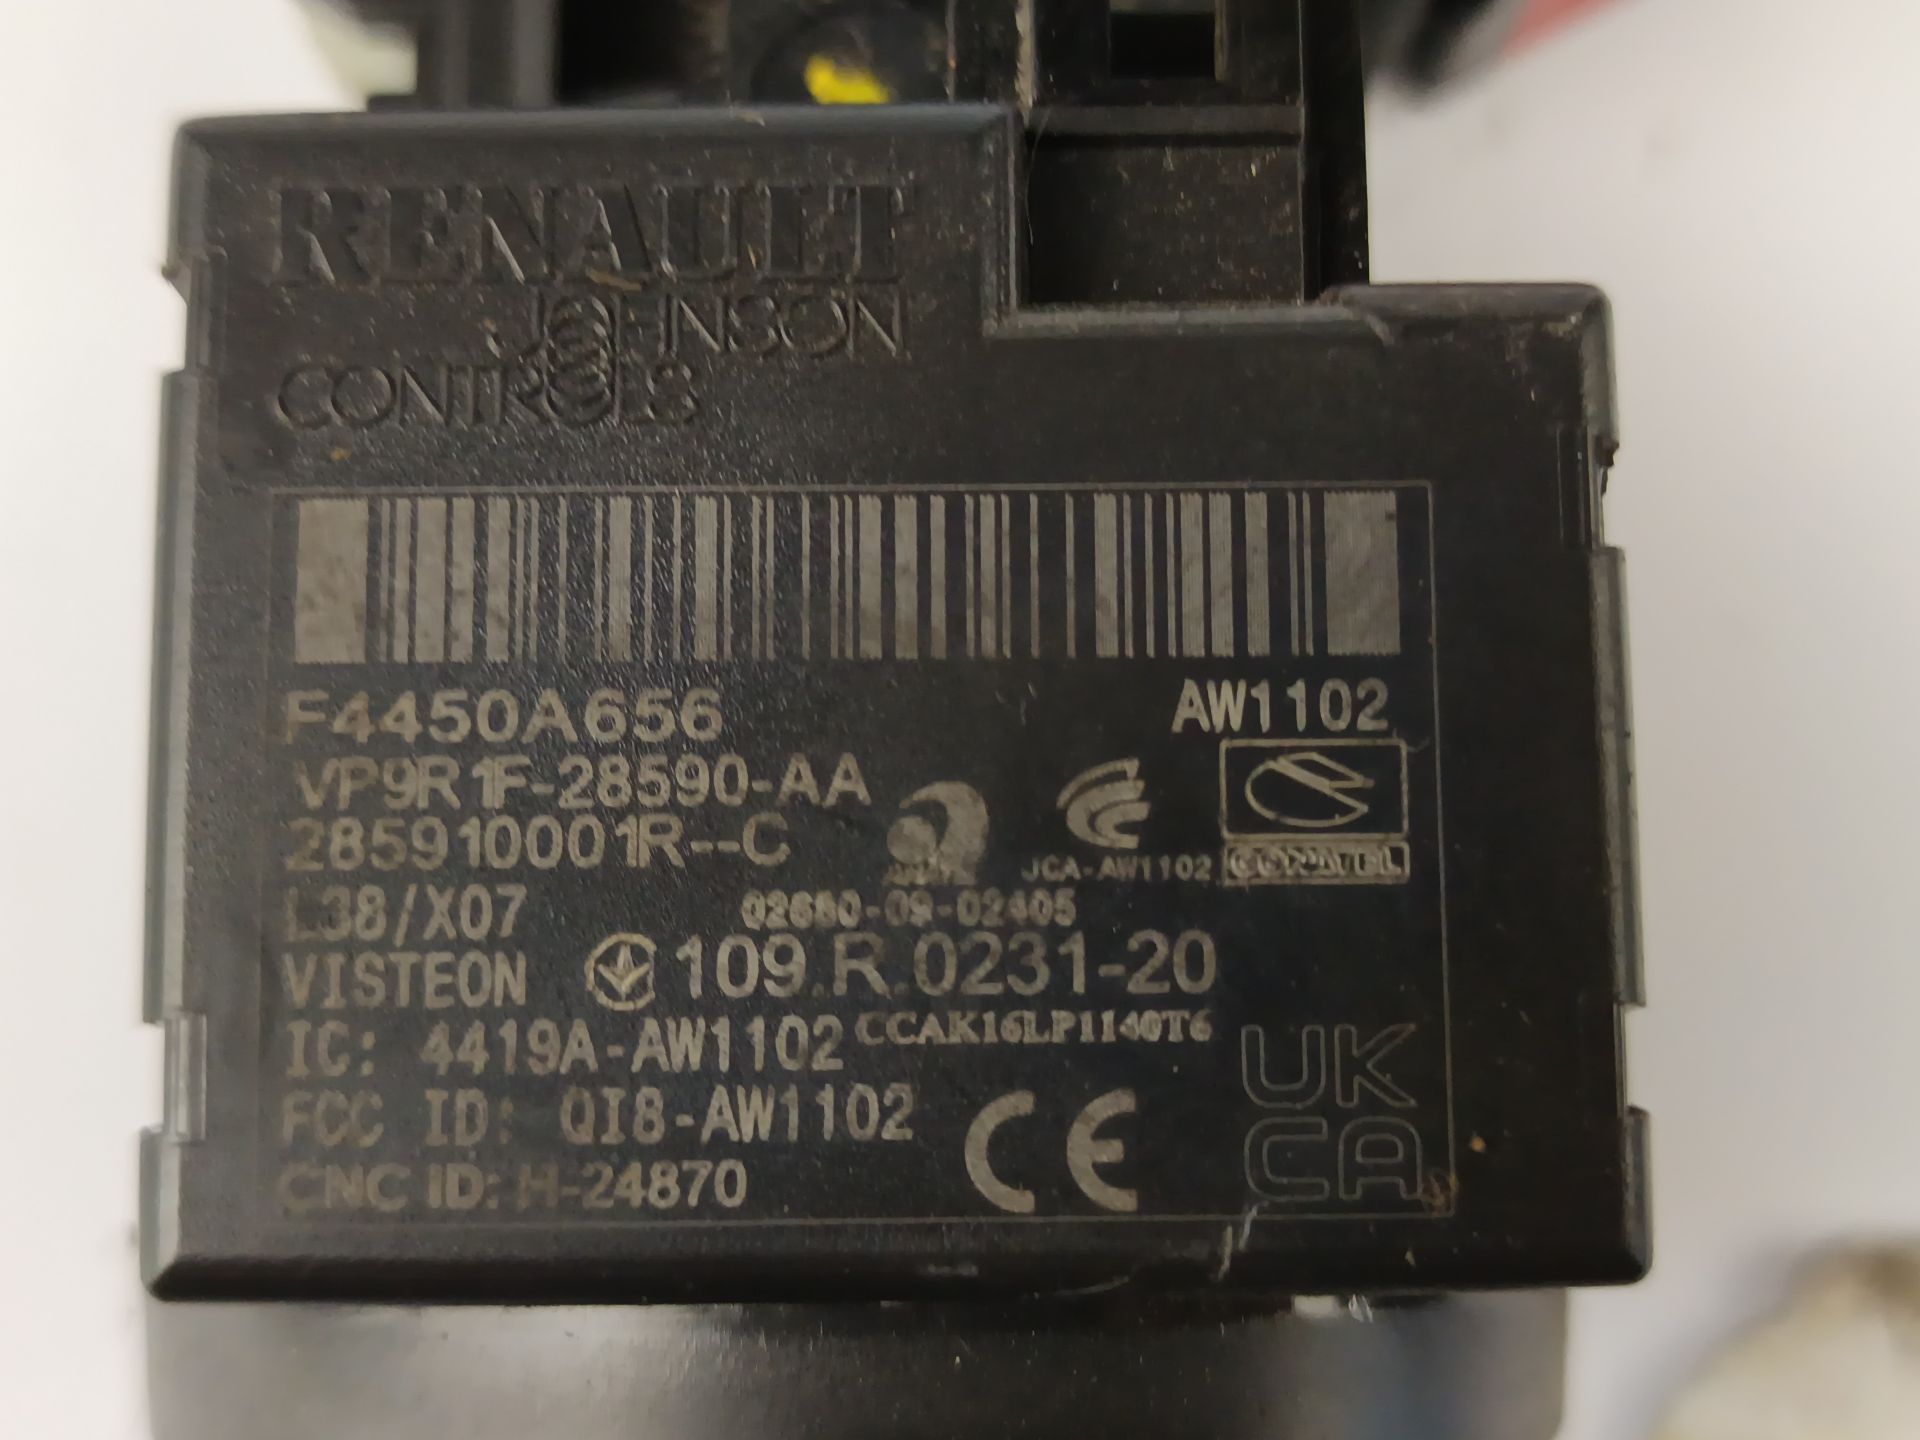 RENAULT
JOHNSON
CONTROLS
F4450A656
AW1102
VP9R1F-28590-AA
285910001R--C
JCA-AW1102
L38/X07
02680-09-02405
VISTEON
109.R.0231-20
IC: 4419A-AW1102
CCAK16LP1140T6
FCC ID: QI8-AW1102
CE
UK
CA
CNC ID: H-24870